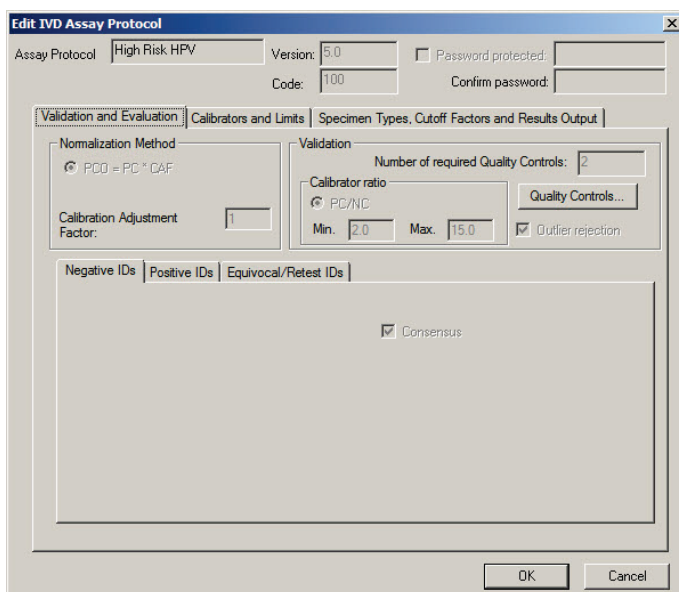 Edit IVD Assay Protocol
Assay Protocol High Risk HPV Version: 5.0 Password protected:
Code: 100 Confirm password:
Validation and Evaluation Calibrators and Limits Specimen Types, Cutoff Factors and Results Output
Normalization Method Validation
Number of required Quality Controls: 2
PCO = PC * CAF Calibrator ratio
PC/NC Quality Controls...
Calibration Adjustment Factor: 1 Min. 2.0 Max. 15.0 Outlier rejection
Negative IDs Positive IDs Equivocal/Retest IDs
Consensus
OK Cancel